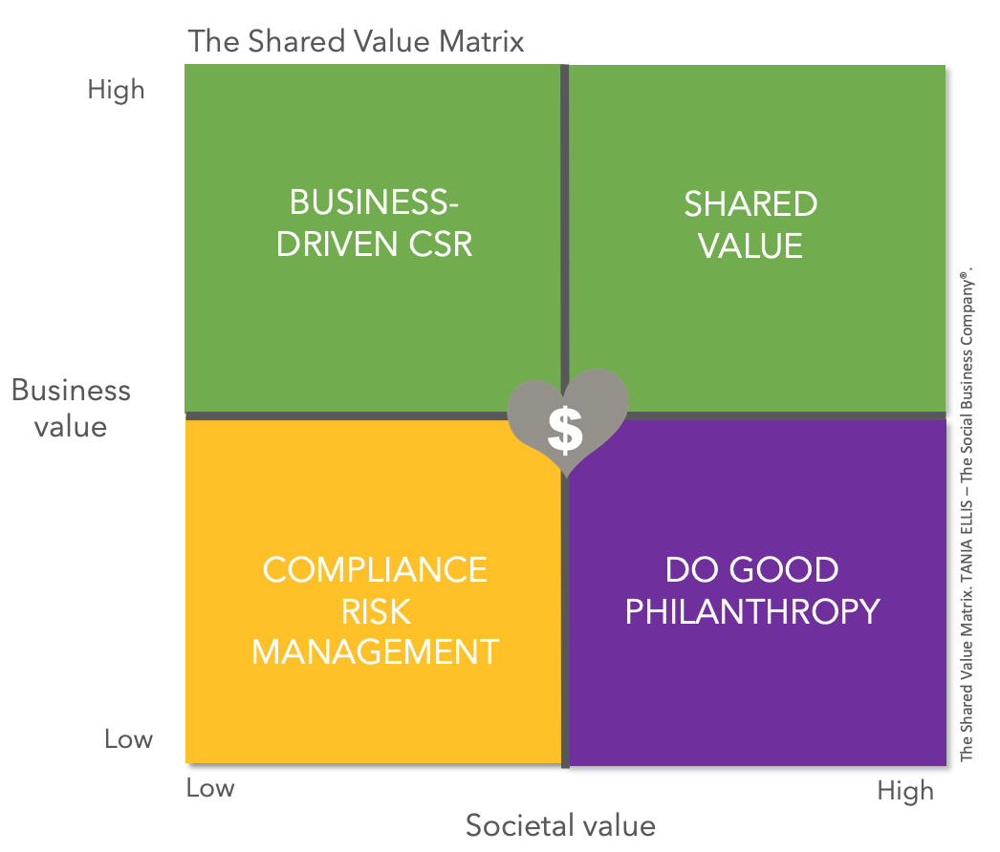 The Shared Value Matrix
High
BUSINESS-
DRIVEN CSR
SHARED
VALUE
Business
value
$
COMPLIANCE
RISK
MANAGEMENT
DO GOOD
PHILANTHROPY
Low
Low
High
Societal value
The Shared Value Matrix. TANIA ELLIS – The Social Business Company®.